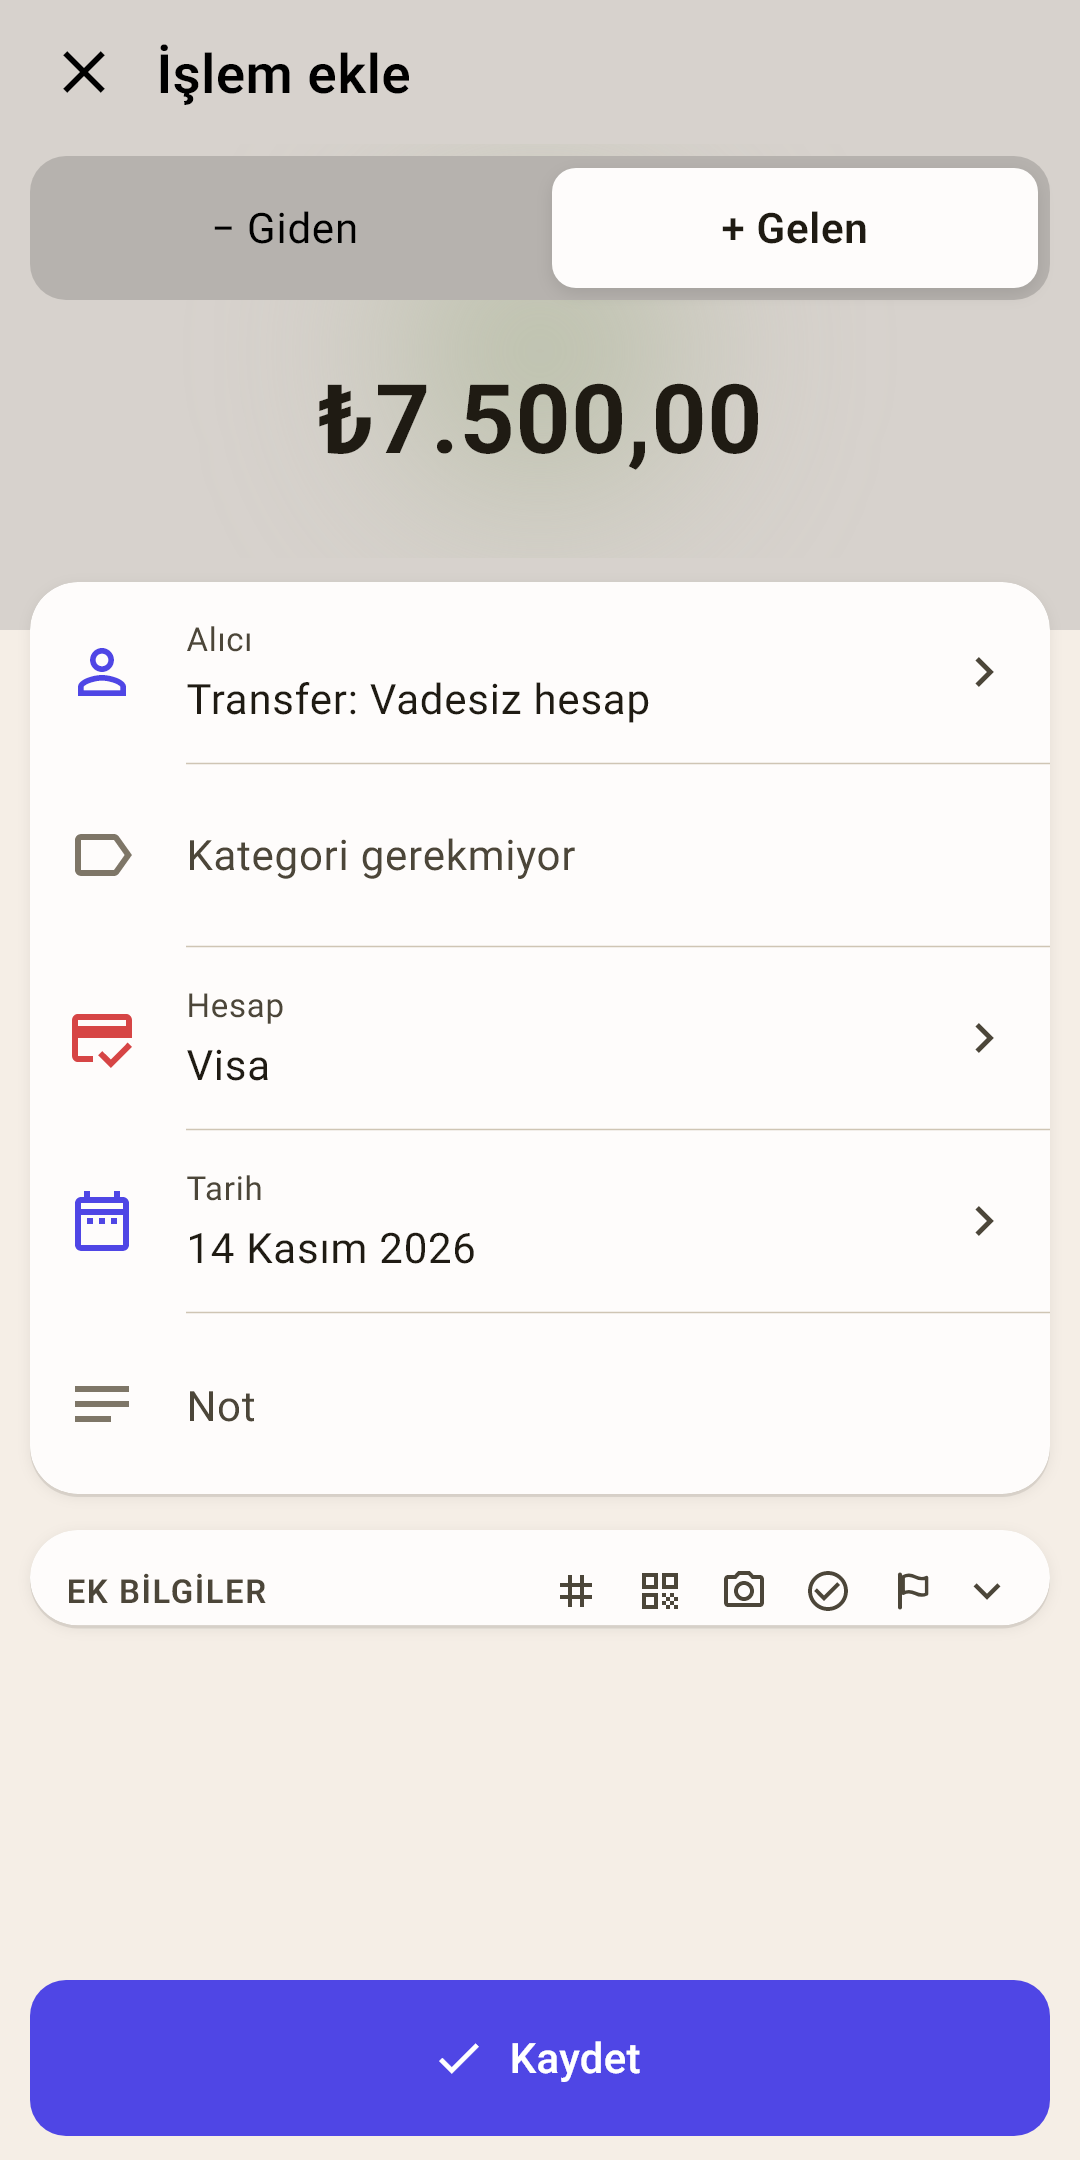 İşlem ekle
− Giden
+ Gelen
₺7.500,00
Alıcı
Transfer: Vadesiz hesap
Kategori gerekmiyor
Hesap
Visa
Tarih
14 Kasım 2026
Not
EK BİLGİLER
Kaydet